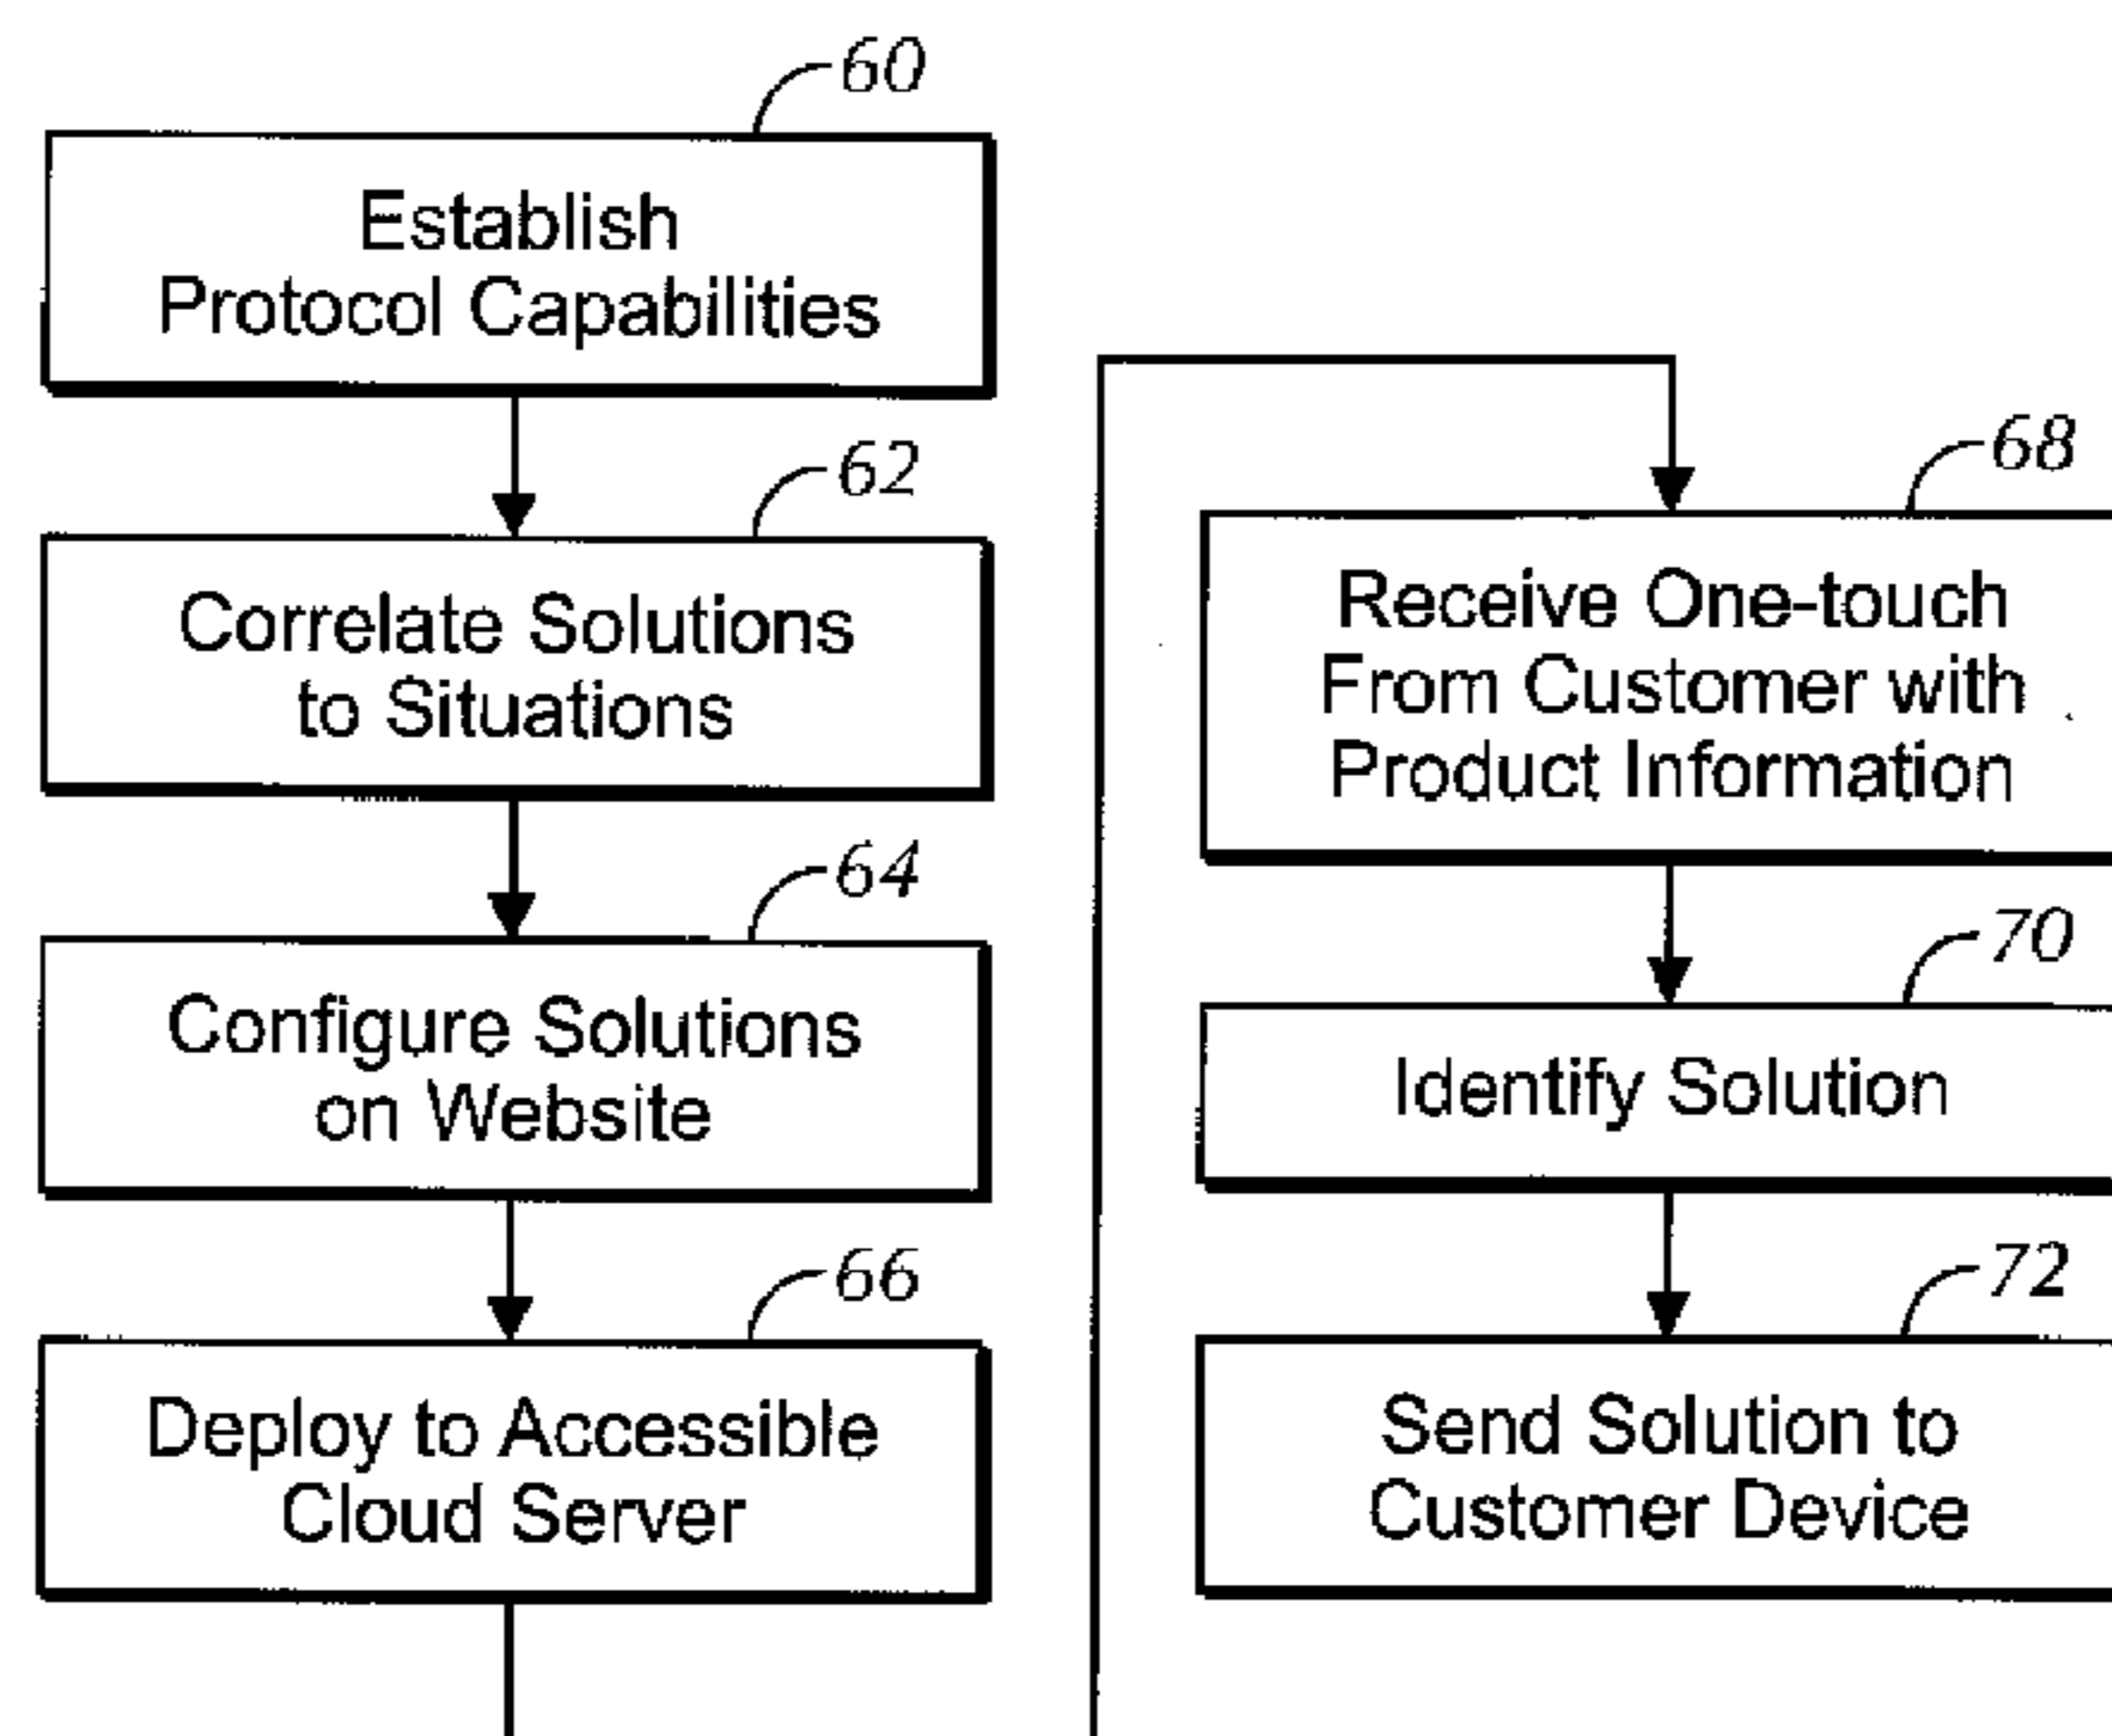 60
Establish
Protocol Capabilities
62
Correlate Solutions
to Situations
64
Configure Solutions
on Website
66
Deploy to Accessible
Cloud Server
68
Receive One-touch
From Customer with
Product Information
70
Identify Solution
72
Send Solution to
Customer Device